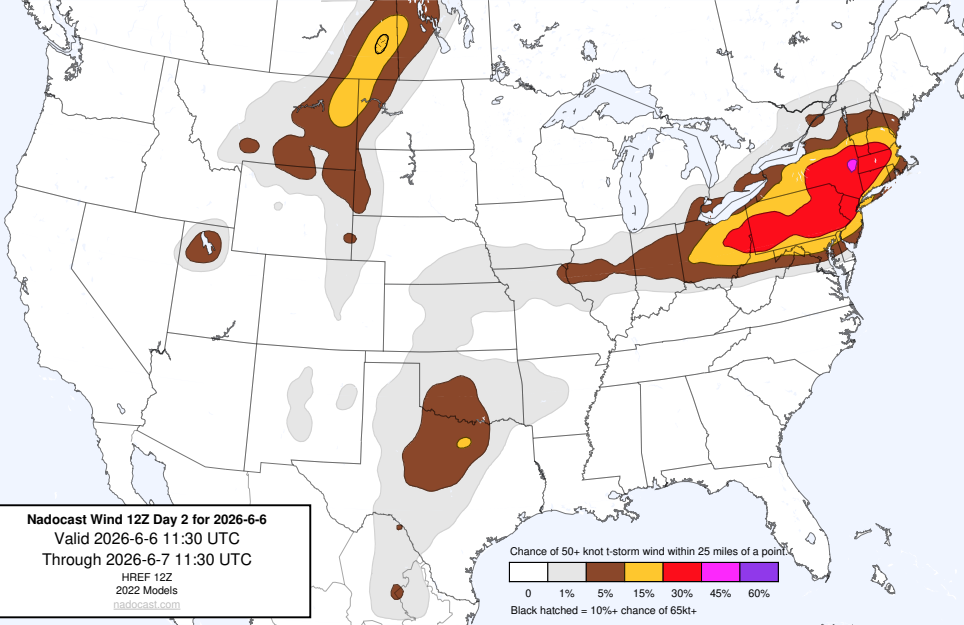 Nadocast Wind 12Z Day 2 for 2026-6-6
Valid 2026-6-6 11:30 UTC
Through 2026-6-7 11:30 UTC
HREF 12Z
2022 Models
nadocast.com
Chance of 50+ knot t-storm wind within 25 miles of a point.
0 1% 5% 15% 30% 45% 60%
Black hatched = 10%+ chance of 65kt+